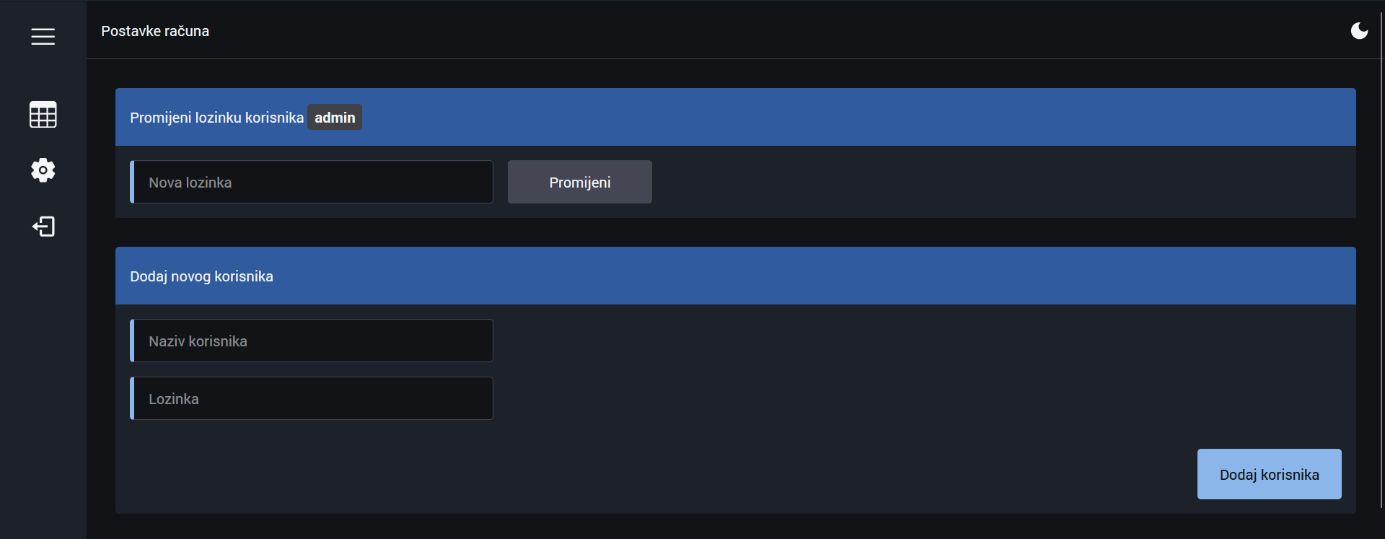 Postavke računa
Promijeni lozinku korisnika admin
Nova lozinka
Promijeni
Dodaj novog korisnika
Naziv korisnika
Lozinka
Dodaj korisnika